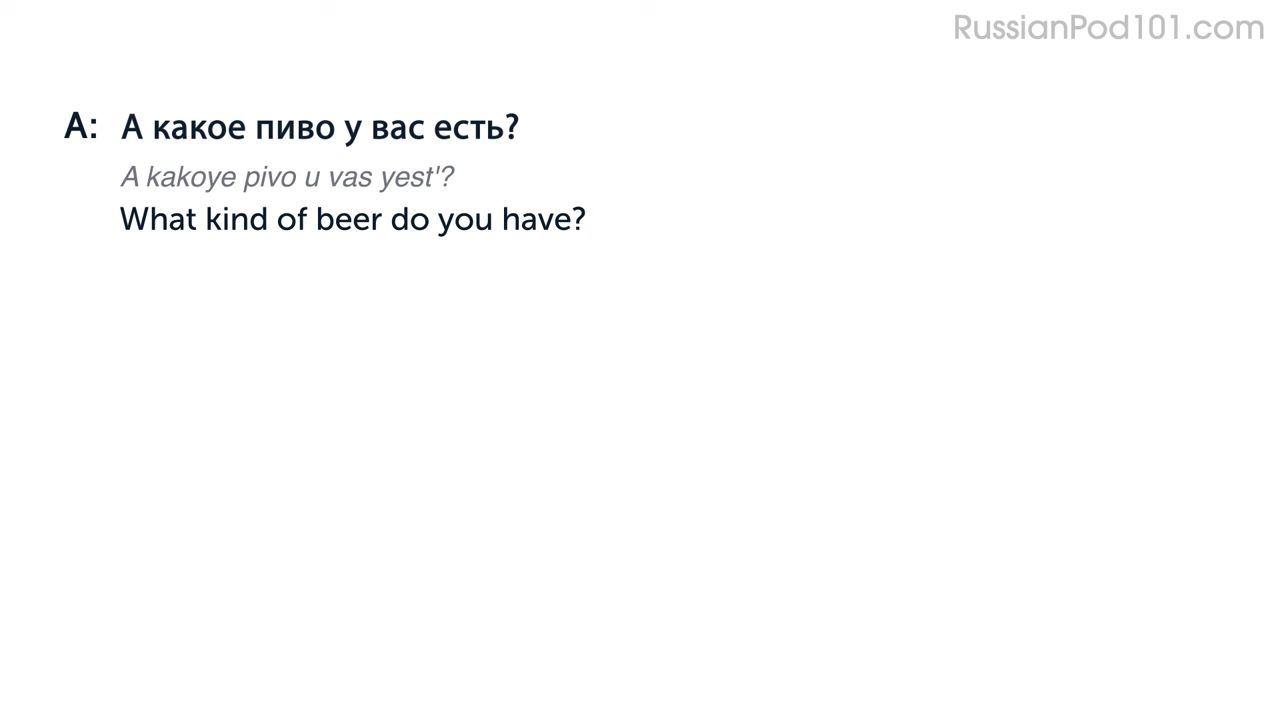 RussianPod101.com
A: А какое пиво у вас есть?
A kakoye pivo u vas yest'?
What kind of beer do you have?